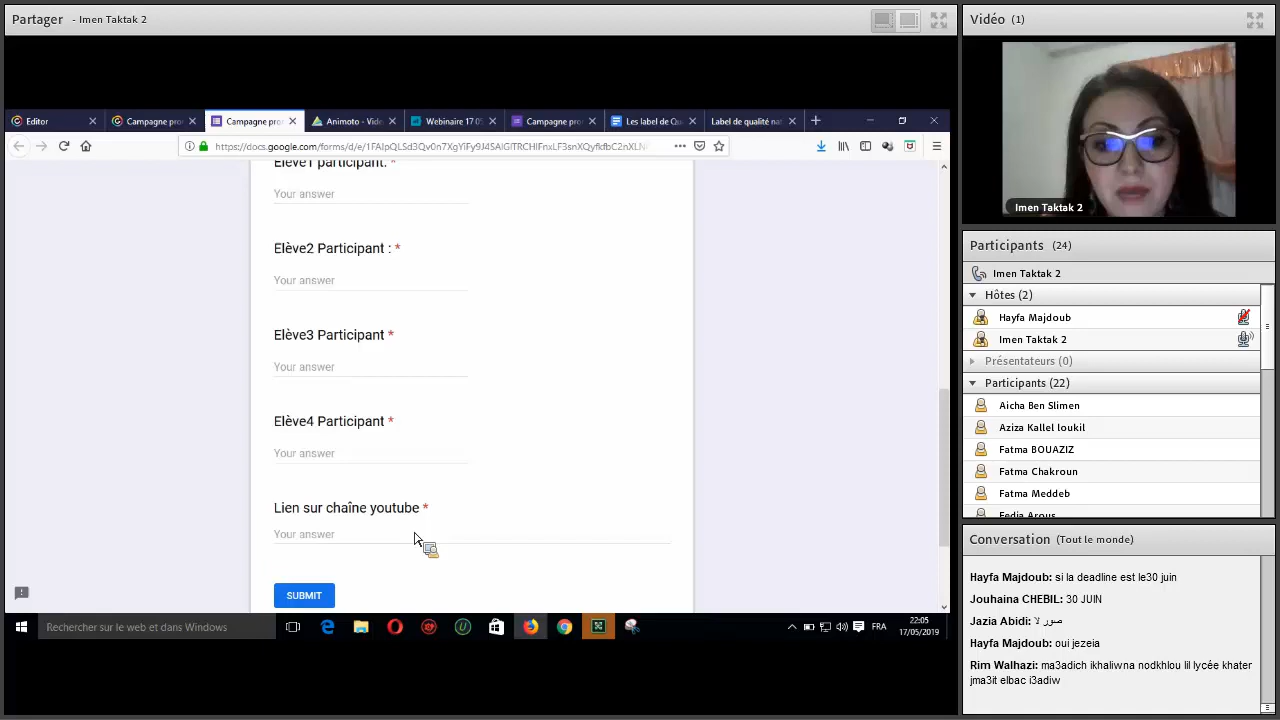 Partager - Imen Taktak 2
Editor
Campagne pro
Campagne pro
Animoto - Vide
Webinaire 17 05
Campagne pro
Les label de Qu
Label de qualité na
Elève1 participant: *
Your answer
Elève2 Participant : *
Your answer
Elève3 Participant *
Your answer
Elève4 Participant *
Your answer
Lien sur chaîne youtube *
Your answer
SUBMIT
Rechercher sur le web et dans Windows
FRA
22:05
17/05/2019
Vidéo (1)
Imen Taktak 2
Participants (24)
Imen Taktak 2
Hôtes (2)
Hayfa Majdoub
Imen Taktak 2
Présentateurs (0)
Participants (22)
Aicha Ben Slimen
Aziza Kallel loukil
Fatma BOUAZIZ
Fatma Chakroun
Fatma Meddeb
Fedia Arous
Conversation (Tout le monde)
Hayfa Majdoub: si la deadline est le30 juin
Jouhaina CHEBIL: 30 JUIN
Jazia Abidi: صور لا
Hayfa Majdoub: oui jezeia
Rim Walhazi: ma3adich ikhaliwna nodkhlou lil lycée khater
jma3it elbac i3adiw